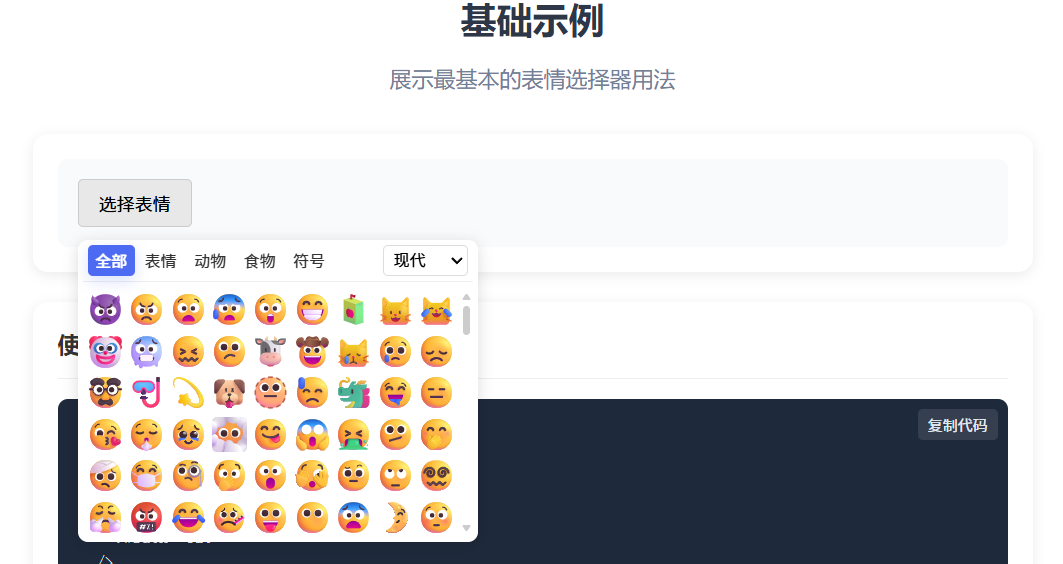 基础示例
展示最基本的表情选择器用法
选择表情
全部 表情 动物 食物 符号 现代
使
复制代码
/>